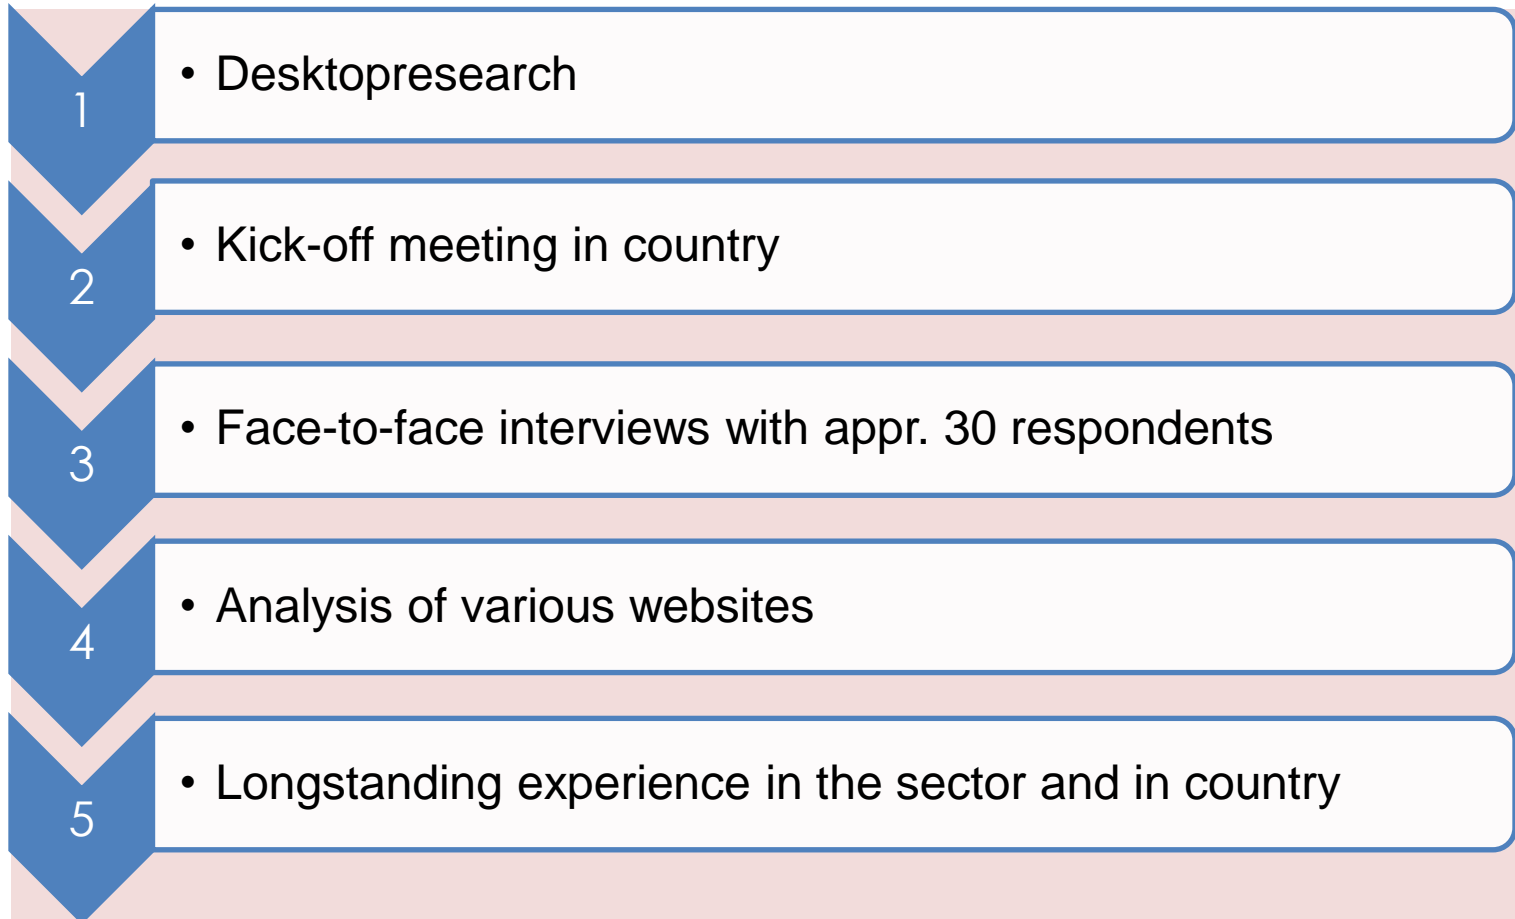 1
• Desktopresearch
2
• Kick-off meeting in country
3
• Face-to-face interviews with appr. 30 respondents
4
• Analysis of various websites
5
• Longstanding experience in the sector and in country